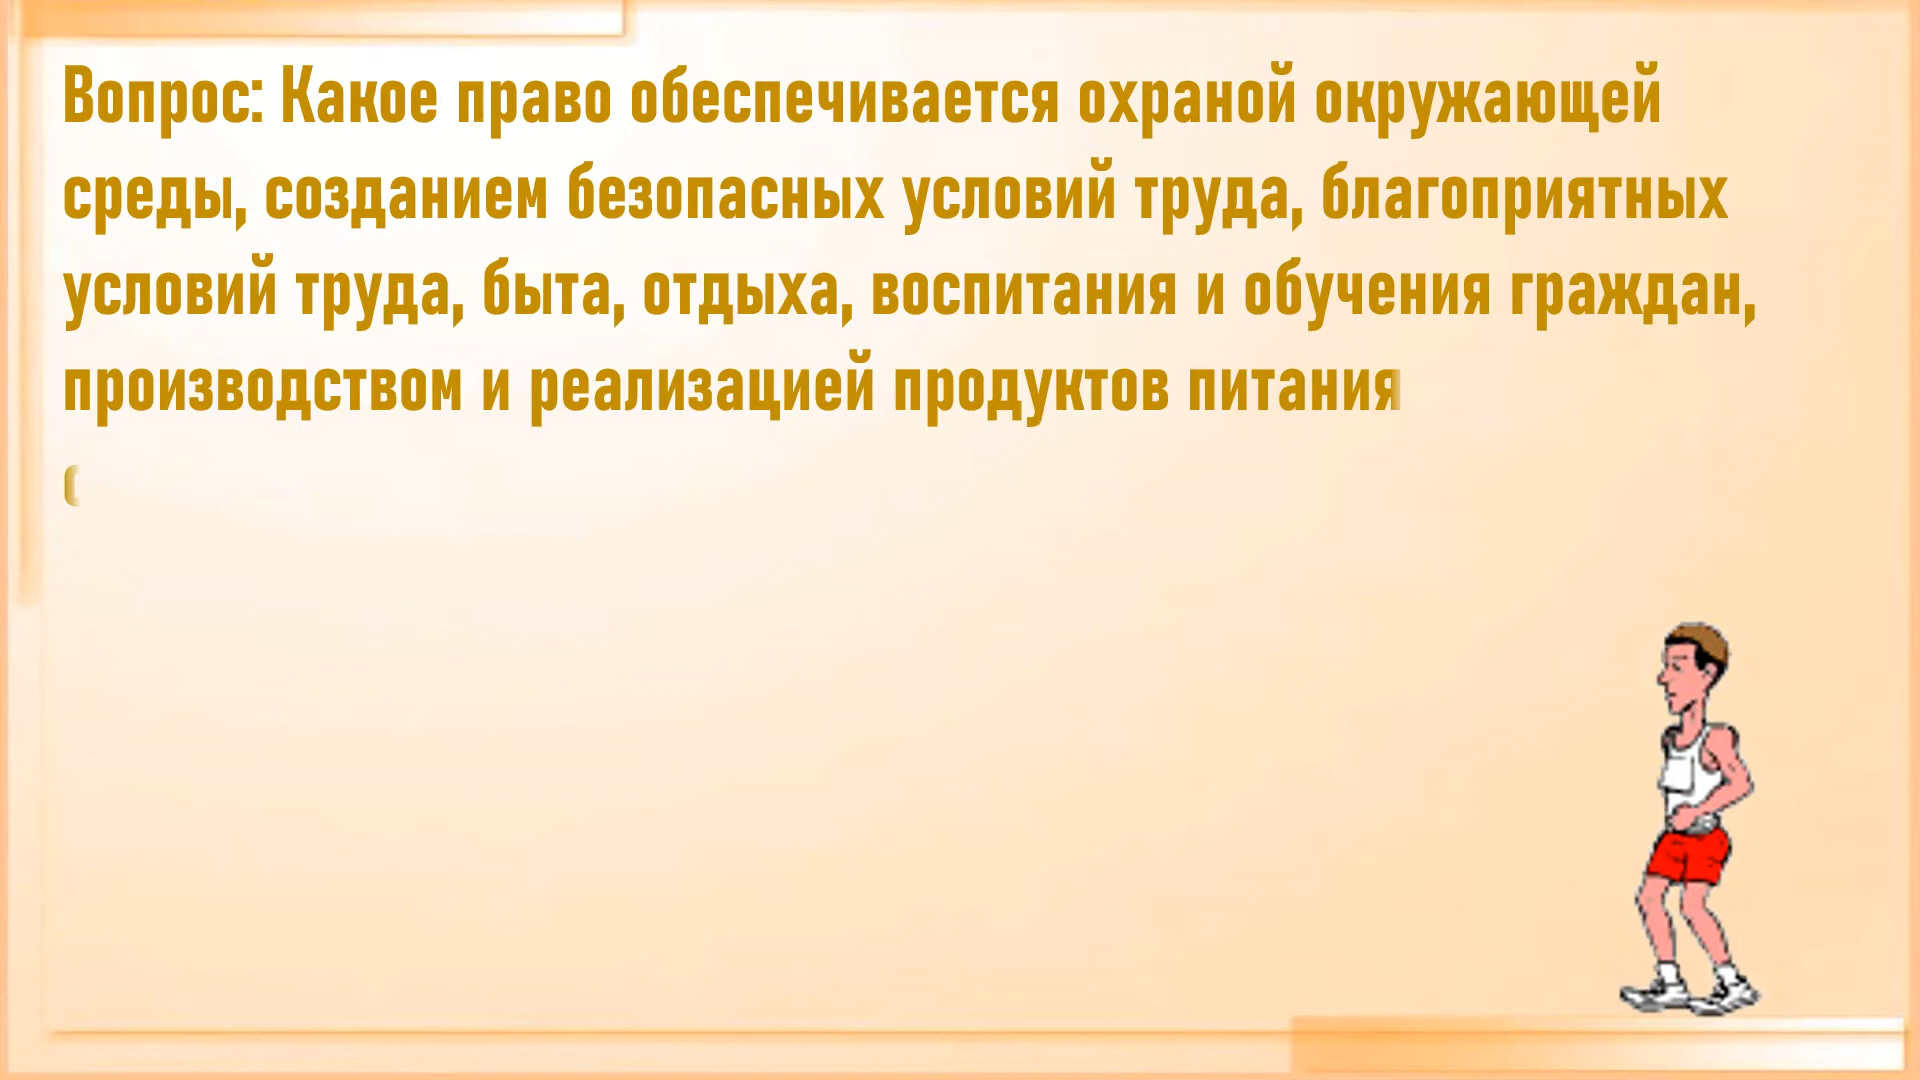 Вопрос: Какое право обеспечивается охраной окружающей
среды, созданием безопасных условий труда, благоприятных
условий труда, быта, отдыха, воспитания и обучения граждан,
производством и реализацией продуктов питания